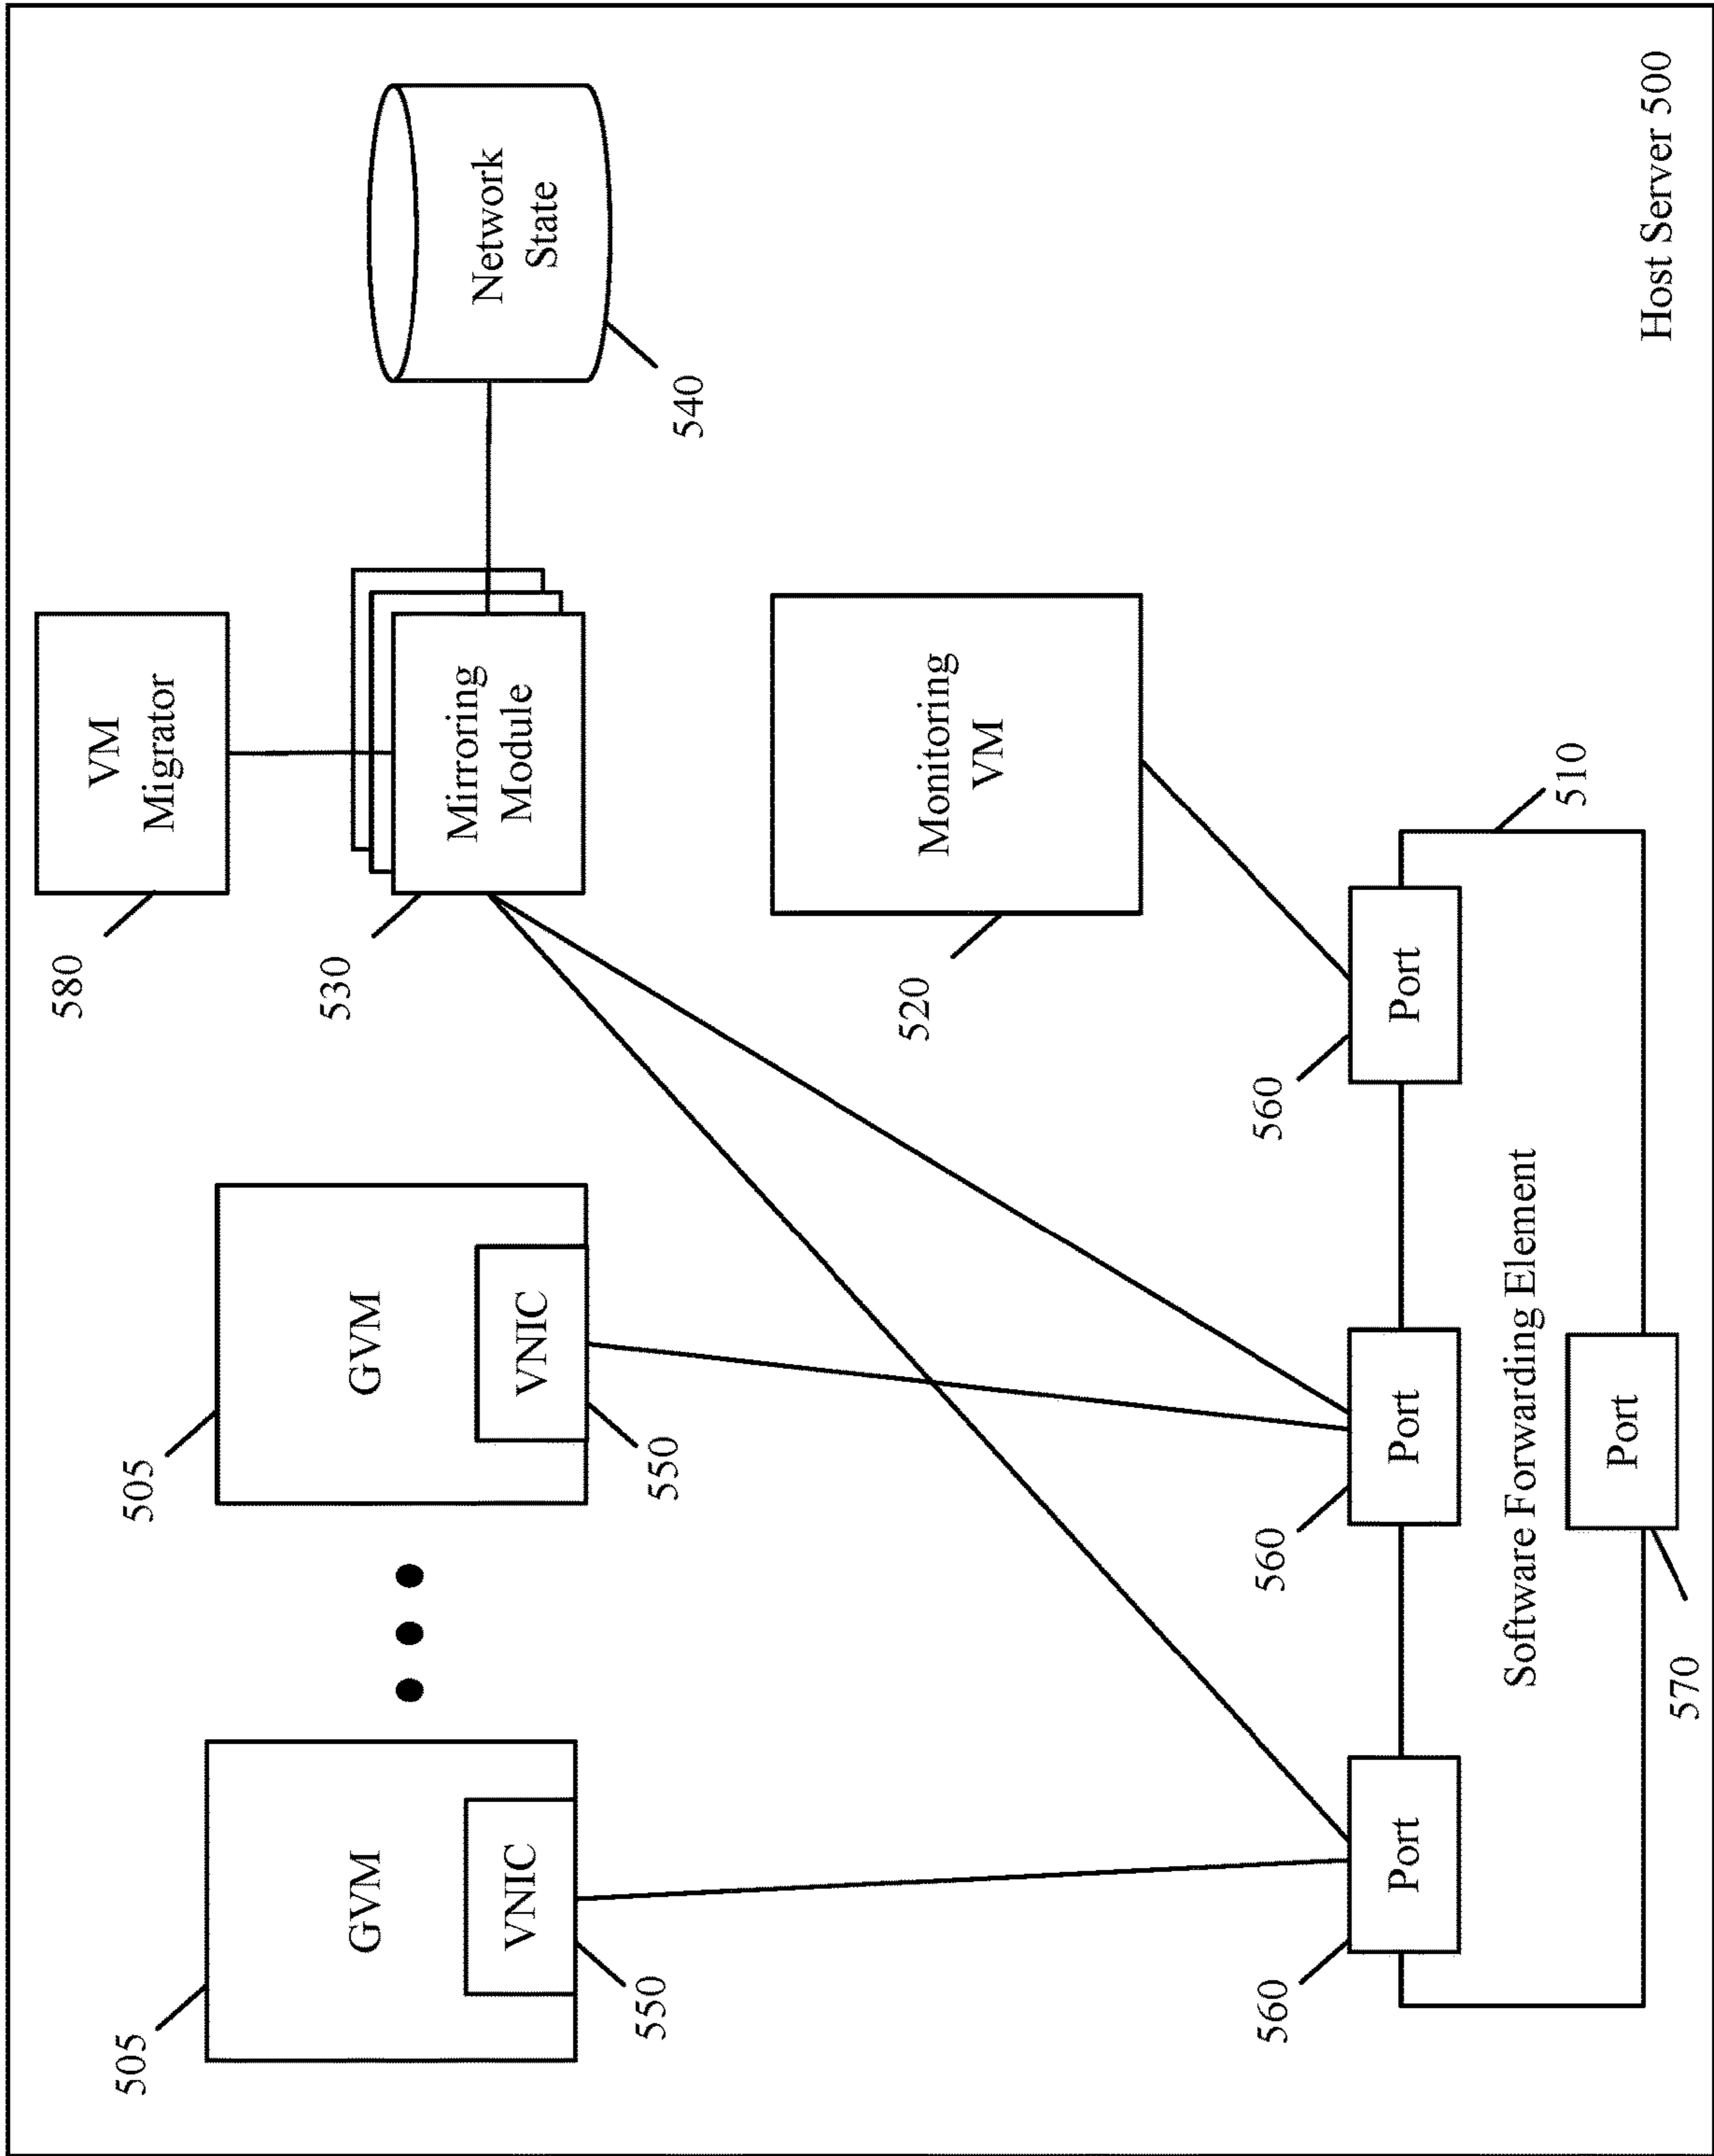 505
GVM
VNIC
550
505
GVM
VNIC
550
580
VM
Migrator
530
Mirroring
Module
Network
State
540
520
Monitoring
VM
560
Port
560
Port
560
Port
510
Software Forwarding Element
570
Port
Host Server 500